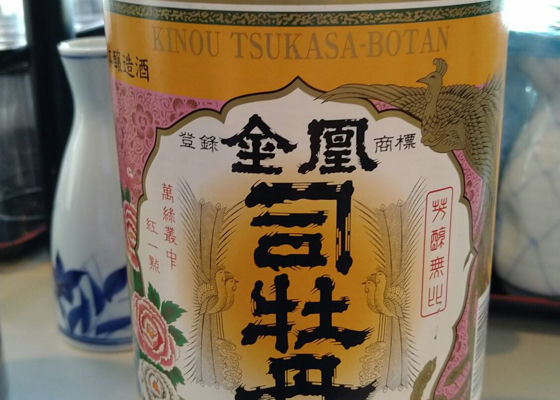 KINOU TSUKASA-BOTAN
醸造酒
登録 金凰 商標
司牡丹
萬緑叢中
紅一點
芳醇無比